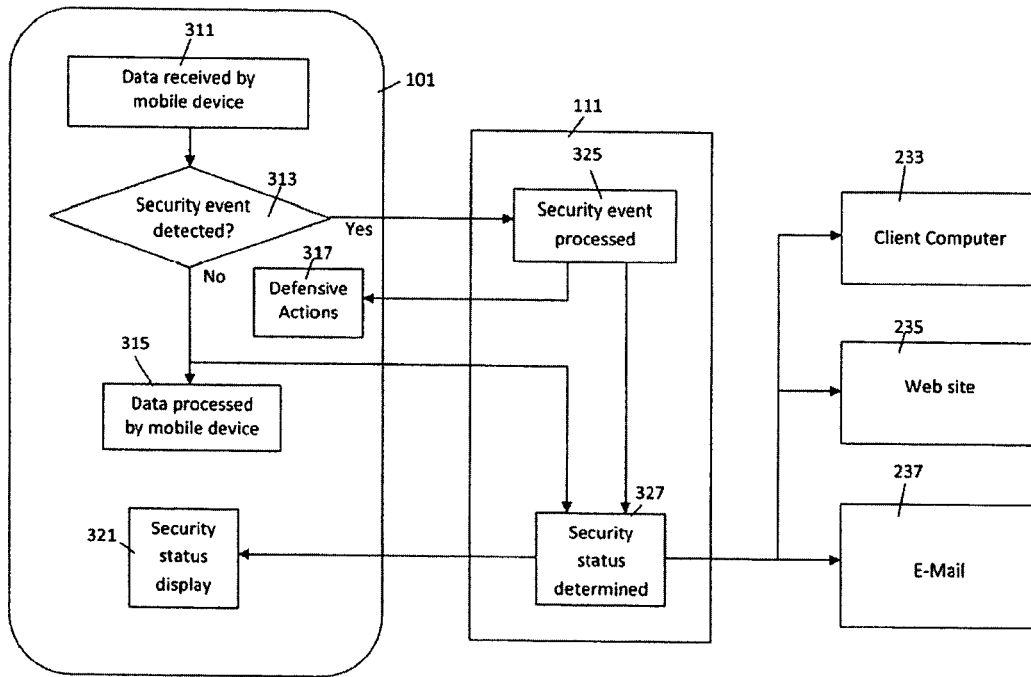 311
Data received by
mobile device
101
313
Security event
detected?
Yes
No
317
Defensive
Actions
315
Data processed
by mobile device
321
Security
status
display
111
325
Security event
processed
327
Security
status
determined
233
Client Computer
235
Web site
237
E-Mail